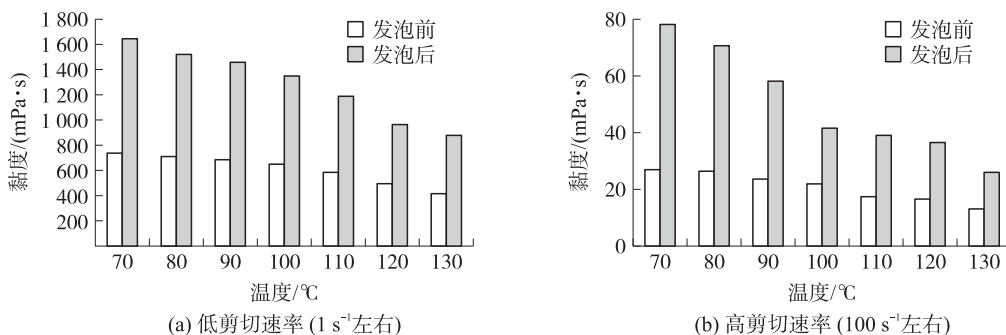 1 800
1 600
1 400
1 200
1 000
800
600
400
200
黏度/(mPa·s)
发泡前
发泡后
70 80 90 100 110 120 130
温度/℃
(a) 低剪切速率 (1 s⁻¹左右)
80
60
40
20
0
黏度/(mPa·s)
发泡前
发泡后
70 80 90 100 110 120 130
温度/℃
(b) 高剪切速率 (100 s⁻¹左右)